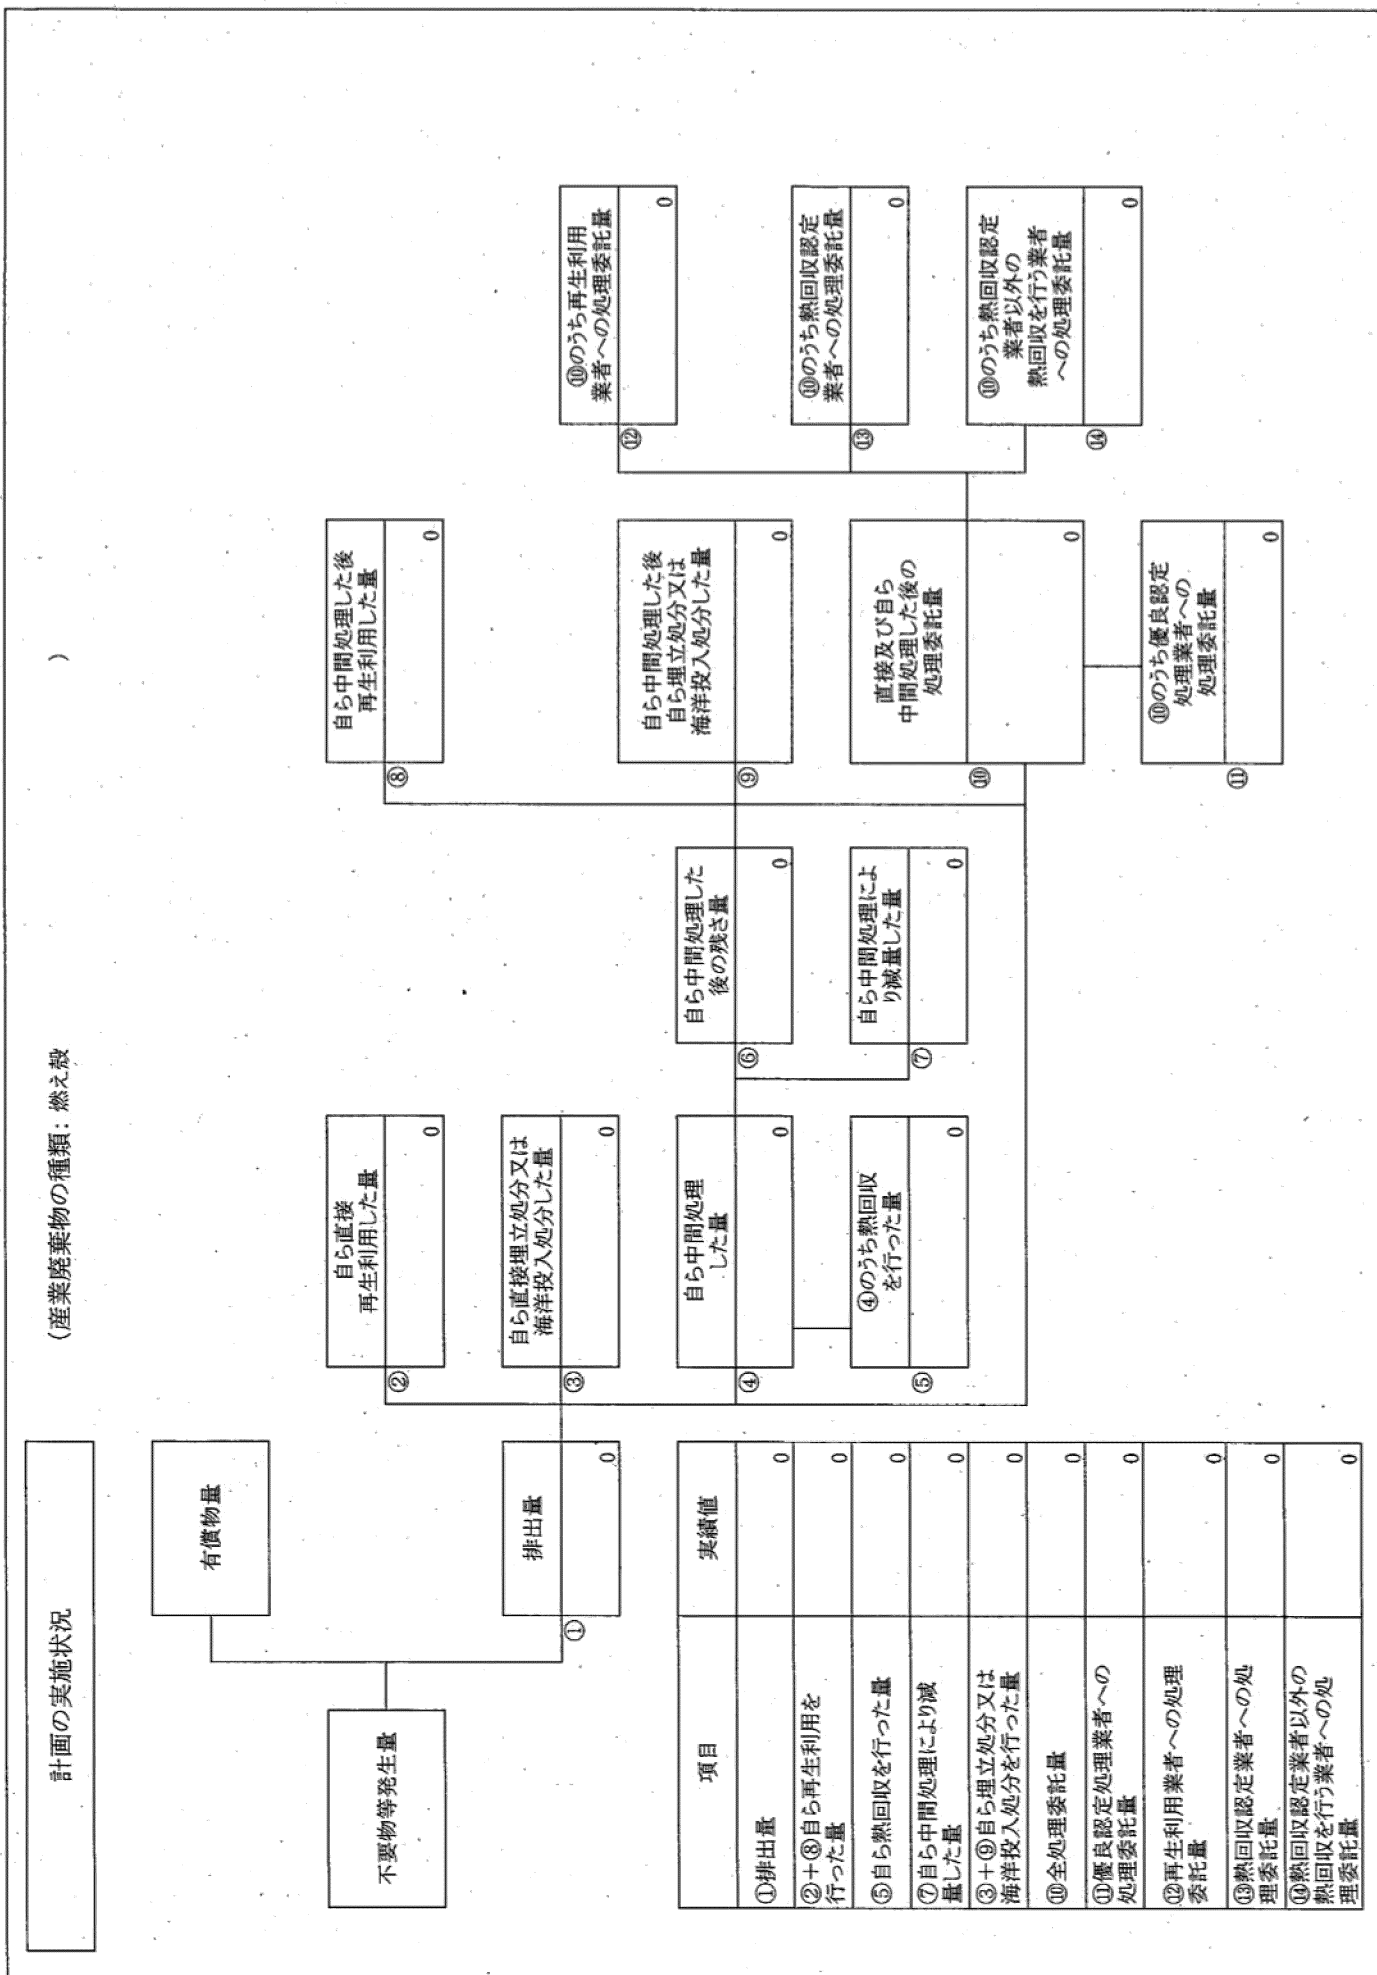 計画の実施状況
(産業廃棄物の種類: 燃え殻
)
不要物等発生量
有償物量
①
排出量
0
②
自ら直接
再生利用した量
0
③
自ら直接埋立処分又は
海洋投入処分した量
0
④
自ら中間処理
した量
0
⑤
④のうち熱回収
を行った量
0
⑥
自ら中間処理した
後の残さ量
0
⑦
自ら中間処理によ
り減量した量
0
⑧
自ら中間処理した後
再生利用した量
0
⑨
自ら中間処理した後
自ら埋立処分又は
海洋投入処分した量
0
⑩
直接及び自ら
中間処理した後の
処理委託量
0
⑪
⑩のうち優良認定
処理業者への
処理委託量
0
⑫
⑩のうち再生利用
業者への処理委託量
0
⑬
⑩のうち熱回収認定
業者への処理委託量
0
⑭
⑩のうち熱回収認定
業者以外の
熱回収を行う業者
への処理委託量
0
項目 実績値
①排出量 0
②+⑧自ら再生利用を
行った量 0
⑤自ら熱回収を行った量 0
⑦自ら中間処理により減
量した量 0
③+⑨自ら埋立処分又は
海洋投入処分を行った量 0
⑩全処理委託量 0
⑪優良認定処理業者への
処理委託量 0
⑫再生利用業者への処理
委託量 0
⑬熱回収認定業者への処
理委託量 0
⑭熱回収認定業者以外の
熱回収を行う業者への処
理委託量 0